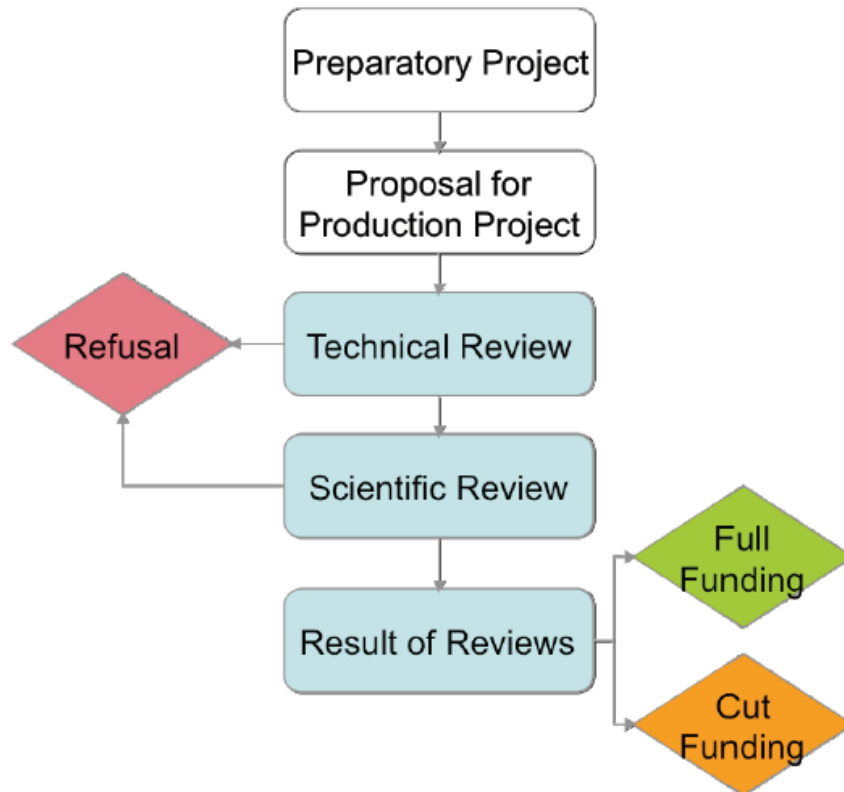 Preparatory Project
Proposal for
Production Project
Refusal
Technical Review
Scientific Review
Full
Funding
Result of Reviews
Cut
Funding